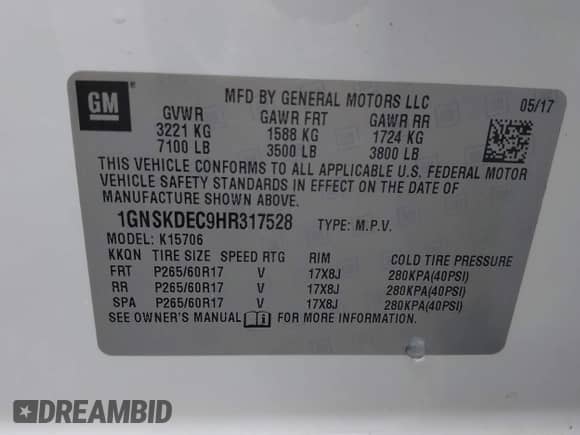 GM
MFD BY GENERAL MOTORS LLC 05/17
GVWR GAWR FRT GAWR RR
3221 KG 1588 KG 1724 KG
7100 LB 3500 LB 3800 LB
THIS VEHICLE CONFORMS TO ALL APPLICABLE U.S. FEDERAL MOTOR
VEHICLE SAFETY STANDARDS IN EFFECT ON THE DATE OF
MANUFACTURE SHOWN ABOVE.
1GNSKDEC9HR317528 TYPE: M.P.V.
MODEL: K15706
KKQN TIRE SIZE SPEED RTG RIM COLD TIRE PRESSURE
FRT P265/60R17 V 17X8J 280KPA(40PSI)
RR P265/60R17 V 17X8J 280KPA(40PSI)
SPA P265/60R17 V 17X8J 280KPA(40PSI)
SEE OWNER'S MANUAL FOR MORE INFORMATION.
DREAMBID